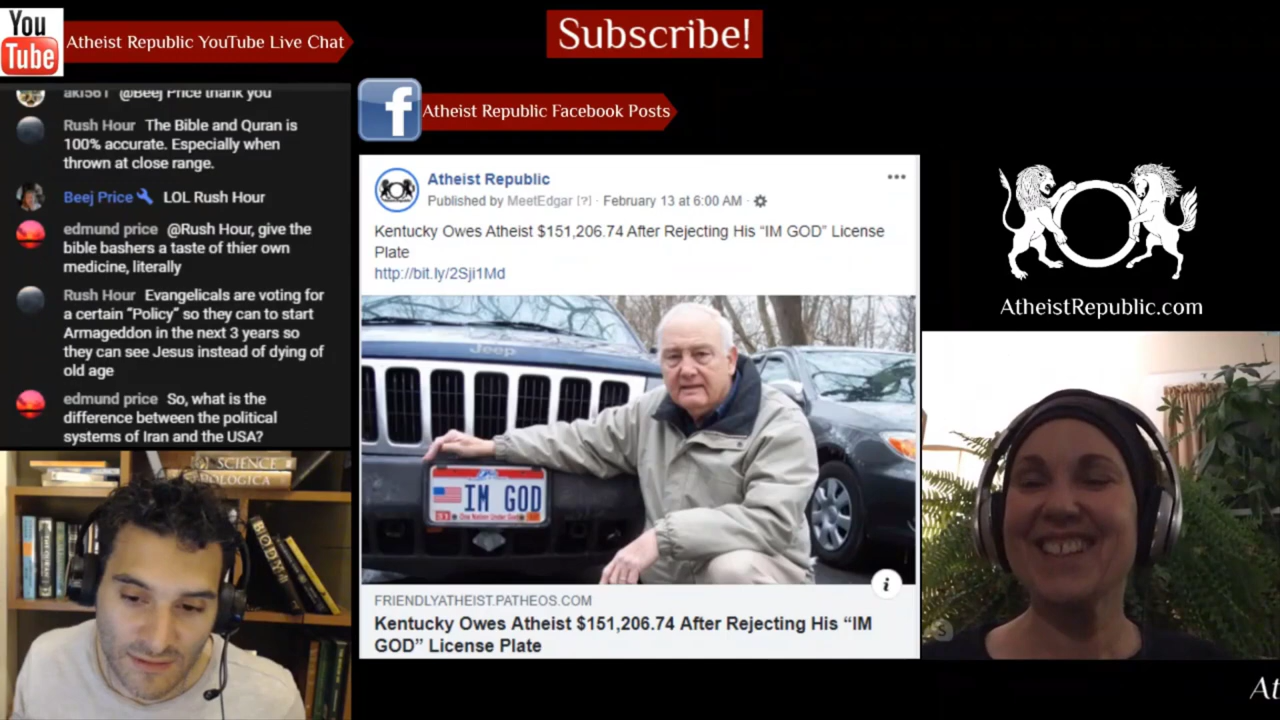 You
Tube
Atheist Republic YouTube Live Chat
Subscribe!
aki561 @Beej Price thank you
Rush Hour The Bible and Quran is
100% accurate. Especially when
thrown at close range.
Beej Price LOL Rush Hour
edmund price @Rush Hour, give the
bible bashers a taste of thier own
medicine, literally
Rush Hour Evangelicals are voting for
a certain “Policy” so they can to start
Armageddon in the next 3 years so
they can see Jesus instead of dying of
old age
edmund price So, what is the
difference between the political
systems of Iran and the USA?
f
Atheist Republic Facebook Posts
Atheist Republic
Published by MeetEdgar [?] · February 13 at 6:00 AM ·
Kentucky Owes Atheist $151,206.74 After Rejecting His “IM GOD” License
Plate
http://bit.ly/2Sji1Md
Jeep
IM GOD
One Nation Under God
i
FRIENDLYATHEIST.PATHEOS.COM
Kentucky Owes Atheist $151,206.74 After Rejecting His “IM
GOD” License Plate
AtheistRepublic.com
SCIENCE
S
At